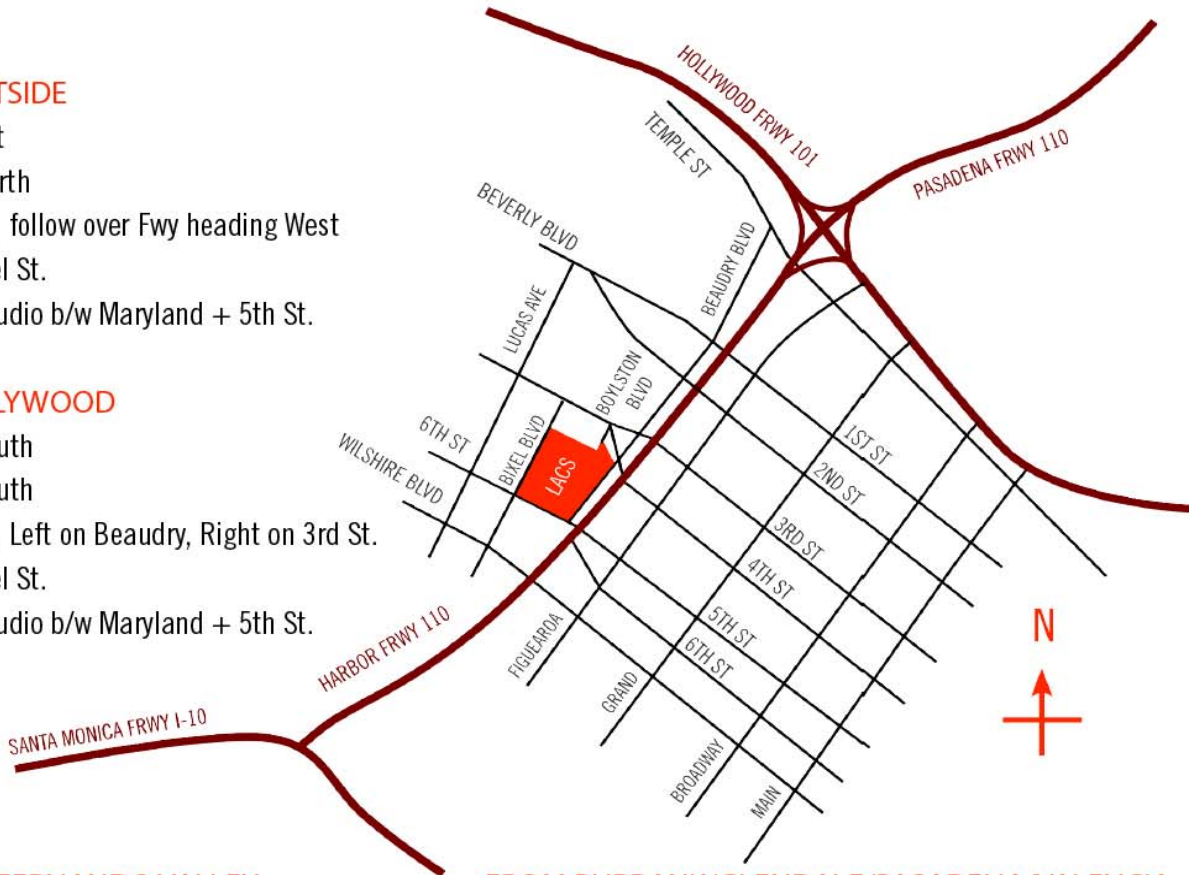 TSIDE
t
rth
follow over Fwy heading West
el St.
udio b/w Maryland + 5th St.
LYWOOD
uth
uth
Left on Beaudry, Right on 3rd St.
el St.
udio b/w Maryland + 5th St.
HOLLYWOOD FRWY 101
PASADENA FRWY 110
TEMPLE ST
BEVERLY BLVD
BEAUDRY BLVD
LUCAS AVE
BOYLSTON
BLVD
6TH ST
BIXEL BLVD
WILSHIRE BLVD
LACS
1ST ST
2ND ST
3RD ST
4TH ST
5TH ST
6TH ST
FIGUEAROA
GRAND
BROADWAY
MAIN
HARBOR FRWY 110
SANTA MONICA FRWY I-10
N